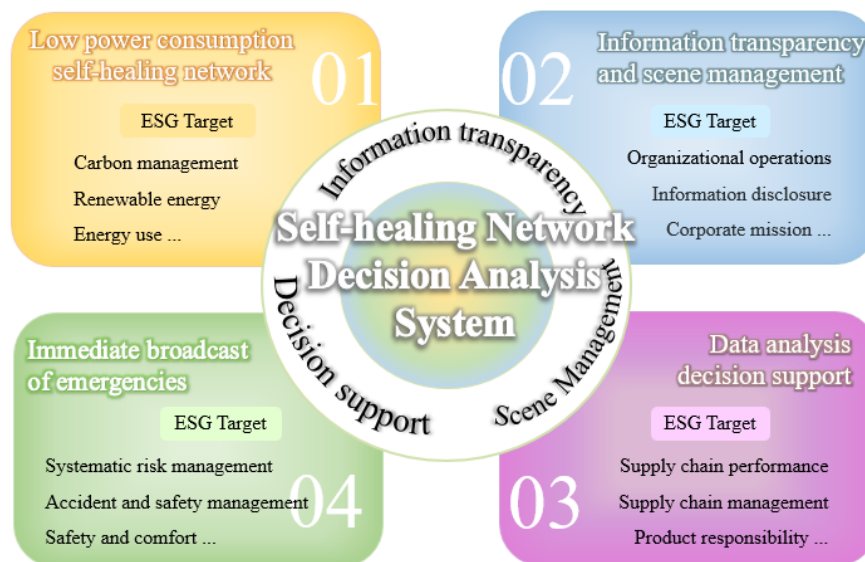 Low power consumption
self-healing network
01
ESG Target
Carbon management
Renewable energy
Energy use ...
02
Information transparency
and scene management
ESG Target
Organizational operations
Information disclosure
Corporate mission ...
Information transparency
Self-healing Network
Decision Analysis
System
Decision support
Scene Management
Immediate broadcast
of emergencies
ESG Target
Systematic risk management
Accident and safety management
Safety and comfort ...
04
Data analysis
decision support
ESG Target
Supply chain performance
Supply chain management
Product responsibility ...
03